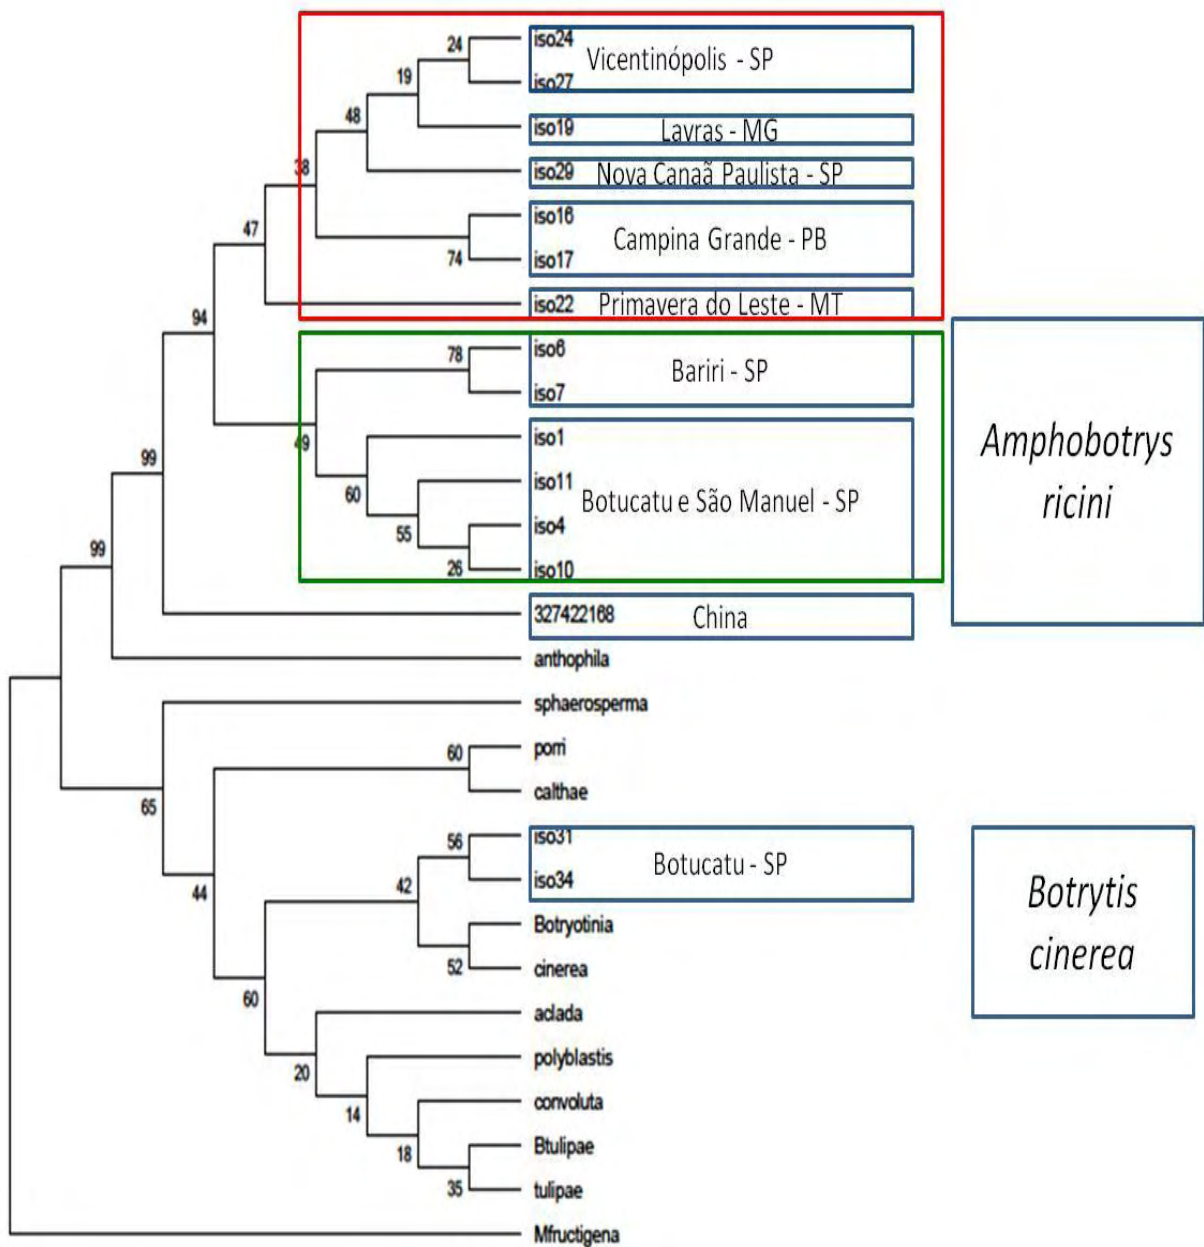 24
iso24
Vicentinópolis - SP
iso27
19
48
iso19 Lavras - MG
38
iso29 Nova Canaã Paulista - SP
iso16
Campina Grande - PB
47
74
iso17
iso22 Primavera do Leste - MT
94
78
iso6
Bariri - SP
iso7
49
iso1
99
60
iso11
Botucatu e São Manuel - SP
55
iso4
26
iso10
Amphobotrys
ricini
99
327422168 China
anthophila
sphaerosperma
60
porri
calthae
65
56
iso31
Botucatu - SP
iso34
44
42
Botryotinia
52
cinerea
Botrytis
cinerea
60
aclada
20
polyblastis
14
convoluta
18
Btulipae
35
tulipae
Mfructigena